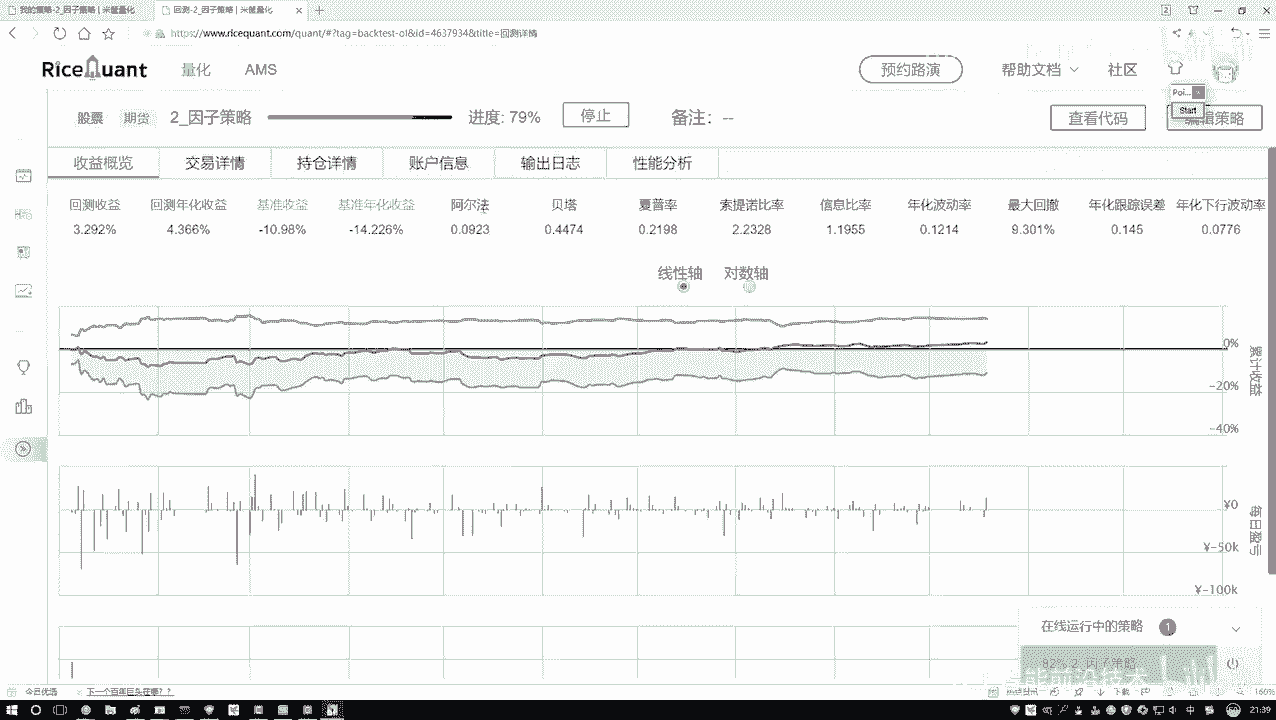 我的策略-2_因子策略 | 米筐量化
回测-2_因子策略 | 米筐量化
https://www.ricequant.com/quant/#?tag=backtest-ol&id=4637934&title=回测详情
RiceQuant
量化
AMS
预约路演
帮助文档
社区
Poi...
Start
股票
期货
2_因子策略
进度: 79%
停止
备注: --
查看代码
策略
收益概览
交易详情
持仓详情
账户信息
输出日志
性能分析
回测收益 回测年化收益 基准收益 基准年化收益 阿尔法 贝塔 夏普率 索提诺比率 信息比率 年化波动率 最大回撤 年化跟踪误差 年化下行波动率
3.292% 4.366% -10.98% -14.226% 0.0923 0.4474 0.2198 2.2328 1.1955 0.1214 9.301% 0.145 0.0776
线性轴 对数轴
0%
-20%
-40%
累计收益
¥0
¥-50k
¥-100k
每日盈亏
在线运行中的策略 1
今日优选
下一个百年巨头在哪？？
下载
166%
中
21:39